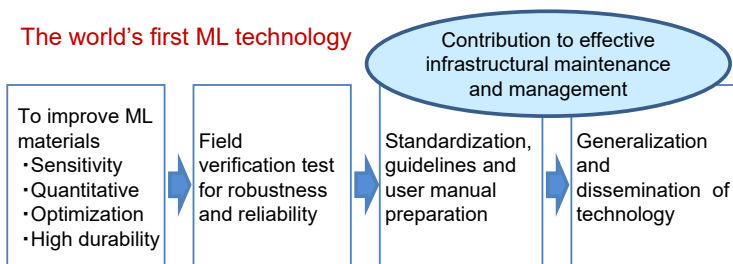 The world's first ML technology
Contribution to effective
infrastructural maintenance
and management
To improve ML
materials
・Sensitivity
・Quantitative
・Optimization
・High durability
Field
verification test
for robustness
and reliability
Standardization,
guidelines and
user manual
preparation
Generalization
and
dissemination of
technology